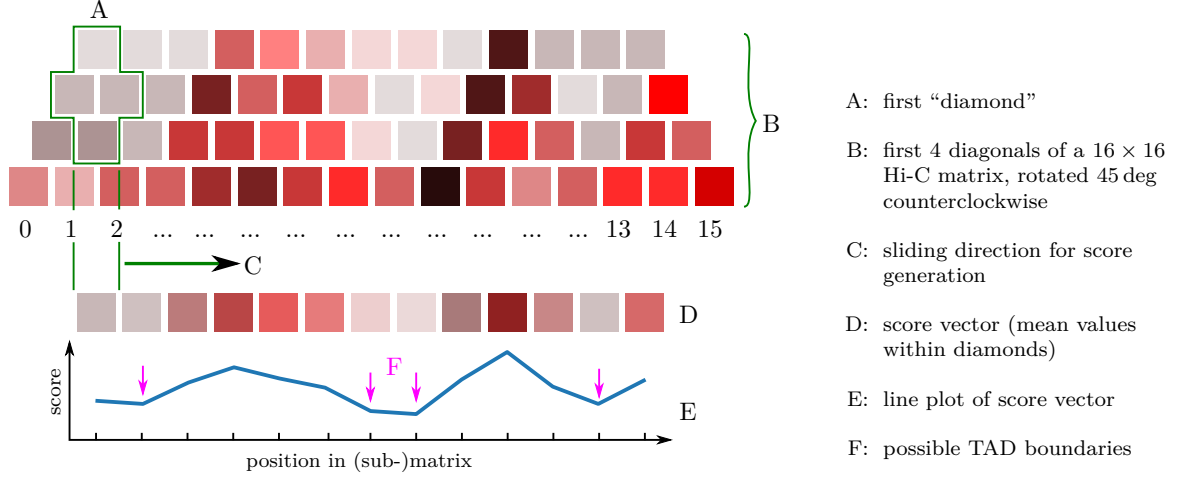 A
B
0 1 2 ... ... ... ... ... ... ... ... ... ... 13 14 15
C
D
F
score
E
position in (sub-)matrix
A: first “diamond”
B: first 4 diagonals of a 16 × 16
Hi-C matrix, rotated 45 deg
counterclockwise
C: sliding direction for score
generation
D: score vector (mean values
within diamonds)
E: line plot of score vector
F: possible TAD boundaries